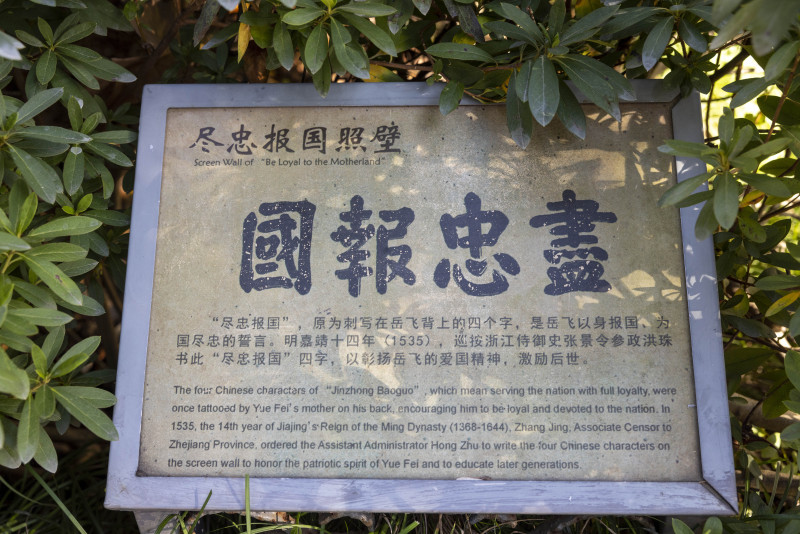 尽忠报国照壁
Screen Wall of “Be Loyal to the Motherland”
國報忠盡
“尽忠报国”，原为刺写在岳飞背上的四个字，是岳飞以身报国、为
国尽忠的誓言。明嘉靖十四年（1535），巡按浙江侍御史张景令参政洪珠
书此“尽忠报国”四字，以彰扬岳飞的爱国精神，激励后世。
The four Chinese characters of “Jinzhong Baoguo”, which mean serving the nation with full loyalty, were
once tattooed by Yue Fei’s mother on his back, encouraging him to be loyal and devoted to the nation. In
1535, the 14th year of Jiajing’s Reign of the Ming Dynasty (1368-1644), Zhang Jing, Associate Censor to
Zhejiang Province, ordered the Assistant Administrator Hong Zhu to write the four Chinese characters on
the screen wall to honor the patriotic spirit of Yue Fei and to educate later generations.